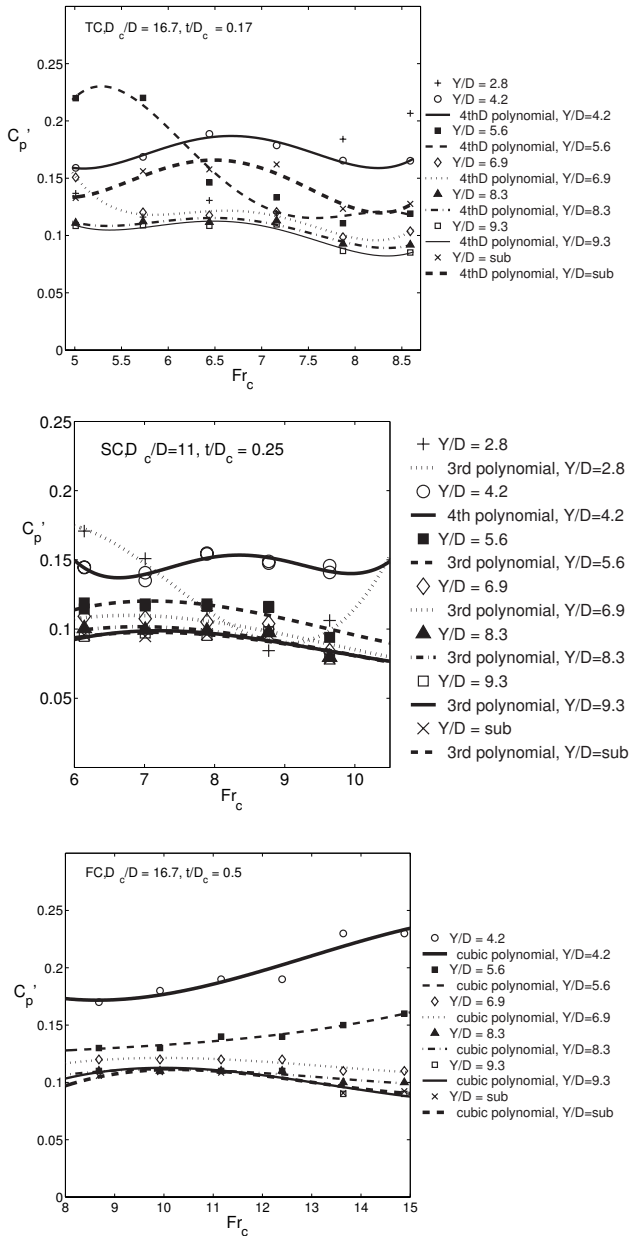 TC,D_c/D = 16.7, t/D_c = 0.17
0.25
0.2
0.15
0.1
0.05
0
C_p'
5 5.5 6 6.5 7 7.5 8 8.5
Fr_c
Y/D = 2.8
Y/D = 4.2
4thD polynomial, Y/D=4.2
Y/D = 5.6
4thD polynomial, Y/D=5.6
Y/D = 6.9
4thD polynomial, Y/D=6.9
Y/D = 8.3
4thD polynomial, Y/D=8.3
Y/D = 9.3
4thD polynomial, Y/D=9.3
Y/D = sub
4thD polynomial, Y/D=sub
SC,D_c/D=11, t/D_c = 0.25
0.25
0.2
C_p'
0.15
0.1
0.05
6 7 8 9 10
Fr_c
Y/D = 2.8
3rd polynomial, Y/D=2.8
Y/D = 4.2
4th polynomial, Y/D=4.2
Y/D = 5.6
3rd polynomial, Y/D=5.6
Y/D = 6.9
3rd polynomial, Y/D=6.9
Y/D = 8.3
3rd polynomial, Y/D=8.3
Y/D = 9.3
3rd polynomial, Y/D=9.3
Y/D = sub
3rd polynomial, Y/D=sub
FC,D_c/D = 16.7, t/D_c = 0.5
0.25
0.2
C_p'
0.15
0.1
0.05
0
8 9 10 11 12 13 14 15
Fr_c
Y/D = 4.2
cubic polynomial, Y/D=4.2
Y/D = 5.6
cubic polynomial, Y/D=5.6
Y/D = 6.9
cubic polynomial, Y/D=6.9
Y/D = 8.3
cubic polynomial, Y/D=8.3
Y/D = 9.3
cubic polynomial, Y/D=9.3
Y/D = sub
cubic polynomial, Y/D=sub